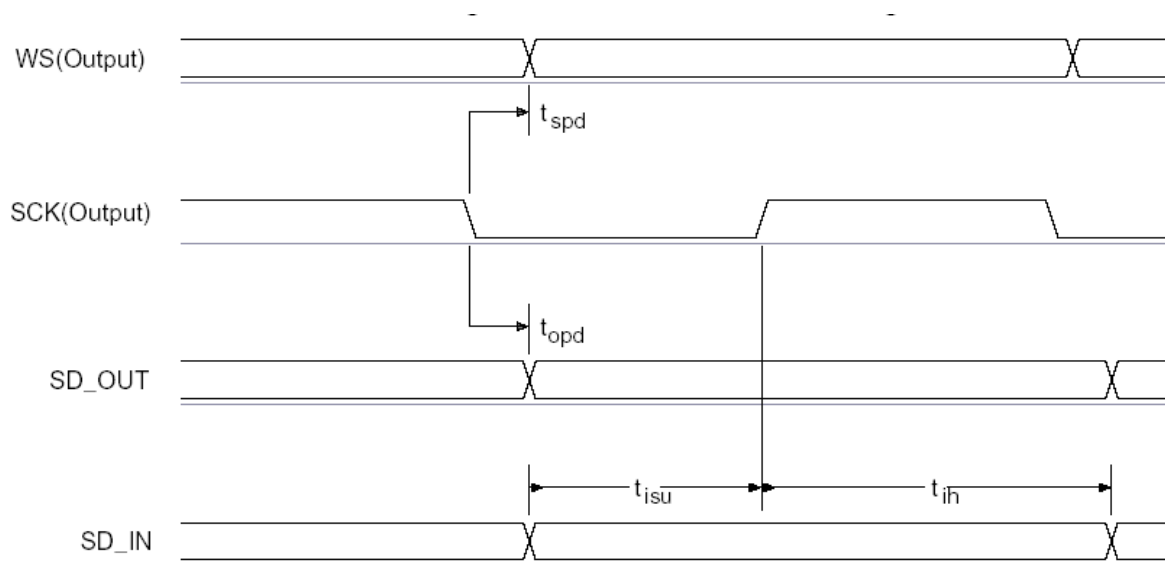 WS(Output)
tspd
SCK(Output)
topd
SD_OUT
tisu
tih
SD_IN